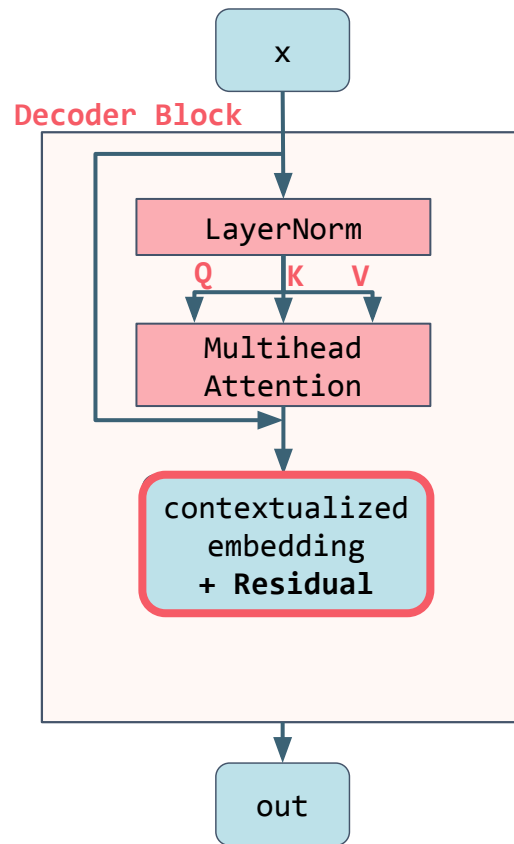 x
Decoder Block
LayerNorm
Q K V
Multihead
Attention
contextualized
embedding
+ Residual
out